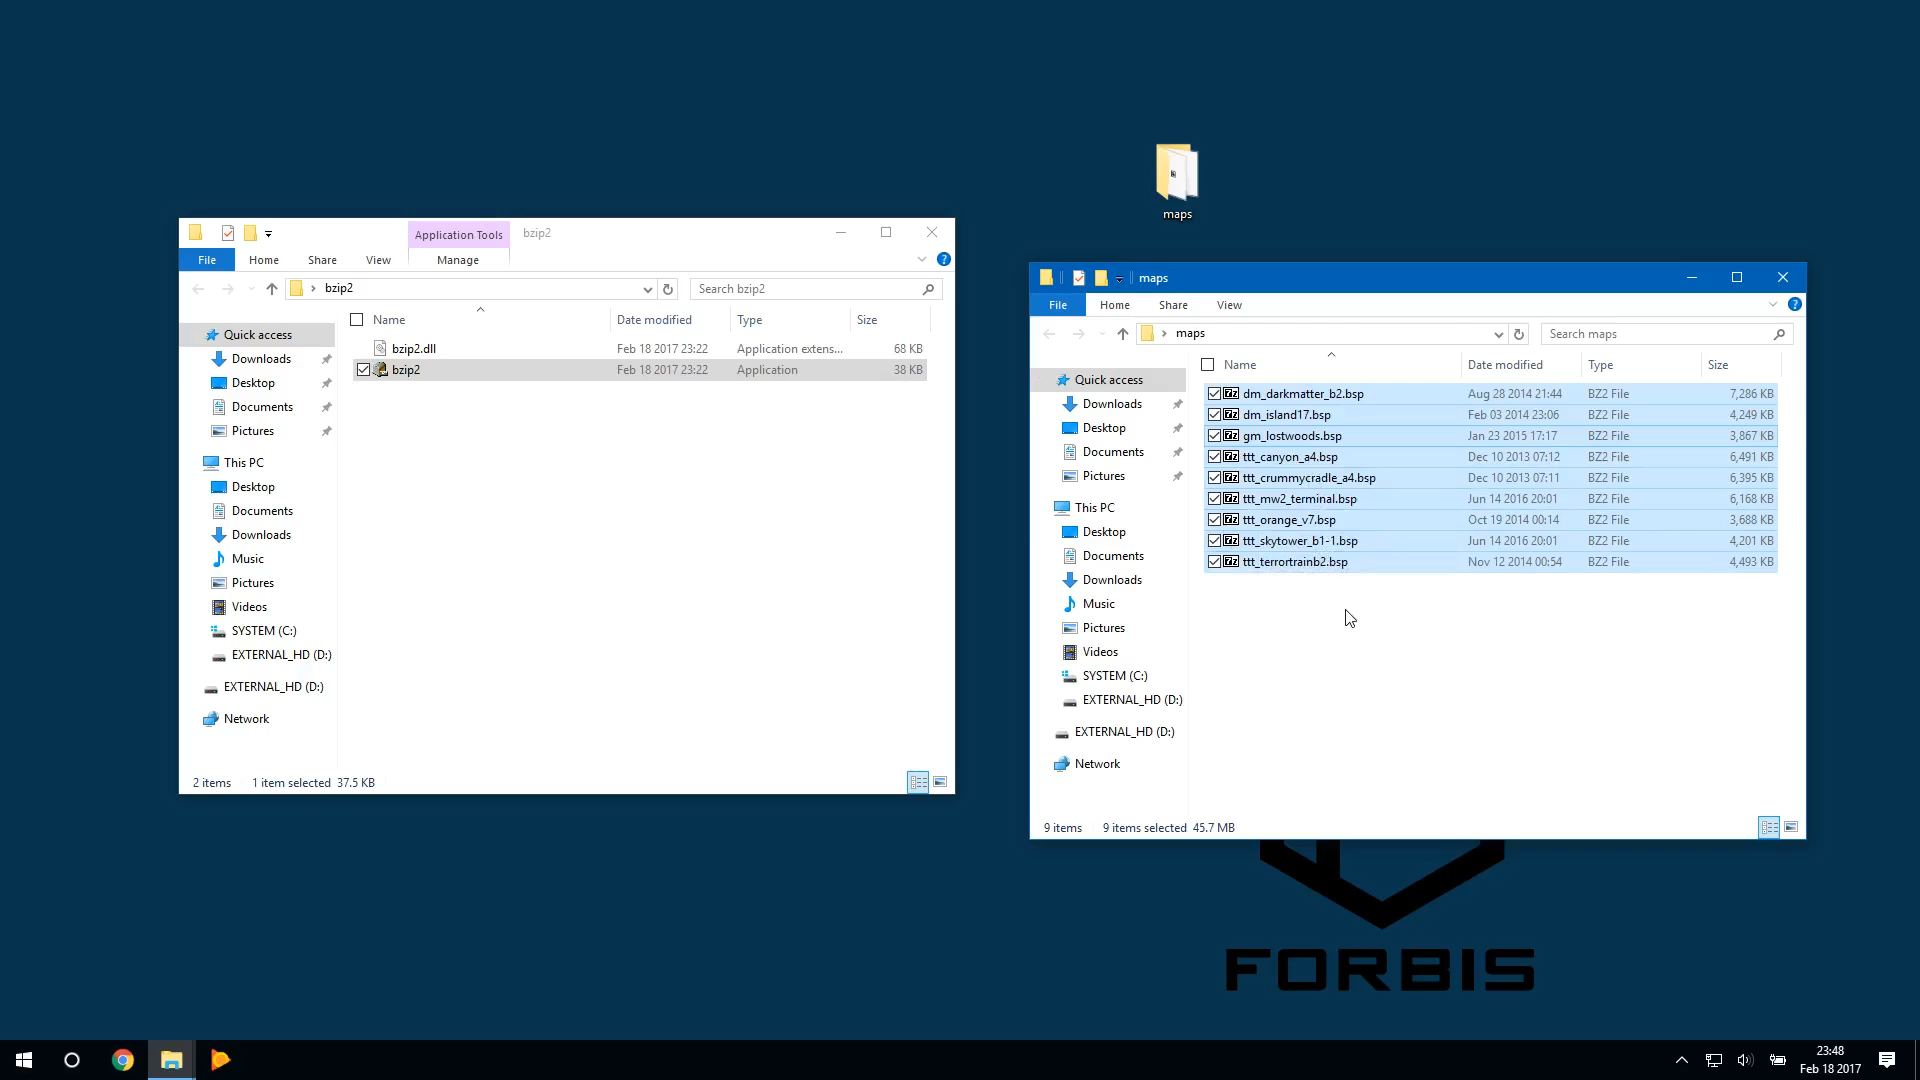 maps
Application Tools
bzip2
File
Home
Share
View
Manage
bzip2
Search bzip2
Name
Date modified
Type
Size
bzip2.dll
Feb 18 2017 23:22
Application extens...
68 KB
bzip2
Feb 18 2017 23:22
Application
38 KB
Quick access
Downloads
Desktop
Documents
Pictures
This PC
Desktop
Documents
Downloads
Music
Pictures
Videos
SYSTEM (C:)
EXTERNAL_HD (D:)
EXTERNAL_HD (D:)
Network
2 items
1 item selected 37.5 KB
maps
File
Home
Share
View
maps
Search maps
Name
Date modified
Type
Size
dm_darkmatter_b2.bsp
Aug 28 2014 21:44
BZ2 File
7,286 KB
dm_island17.bsp
Feb 03 2014 23:06
BZ2 File
4,249 KB
gm_lostwoods.bsp
Jan 23 2015 17:17
BZ2 File
3,867 KB
ttt_canyon_a4.bsp
Dec 10 2013 07:12
BZ2 File
6,491 KB
ttt_crummycradle_a4.bsp
Dec 10 2013 07:11
BZ2 File
6,395 KB
ttt_mw2_terminal.bsp
Jun 14 2016 20:01
BZ2 File
6,168 KB
ttt_orange_v7.bsp
Oct 19 2014 00:14
BZ2 File
3,688 KB
ttt_skytower_b1-1.bsp
Jun 14 2016 20:01
BZ2 File
4,201 KB
ttt_terrortrainb2.bsp
Nov 12 2014 00:54
BZ2 File
4,493 KB
Quick access
Downloads
Desktop
Documents
Pictures
This PC
Desktop
Documents
Downloads
Music
Pictures
Videos
SYSTEM (C:)
EXTERNAL_HD (D:)
EXTERNAL_HD (D:)
Network
9 items
9 items selected 45.7 MB
FORBIS
23:48
Feb 18 2017